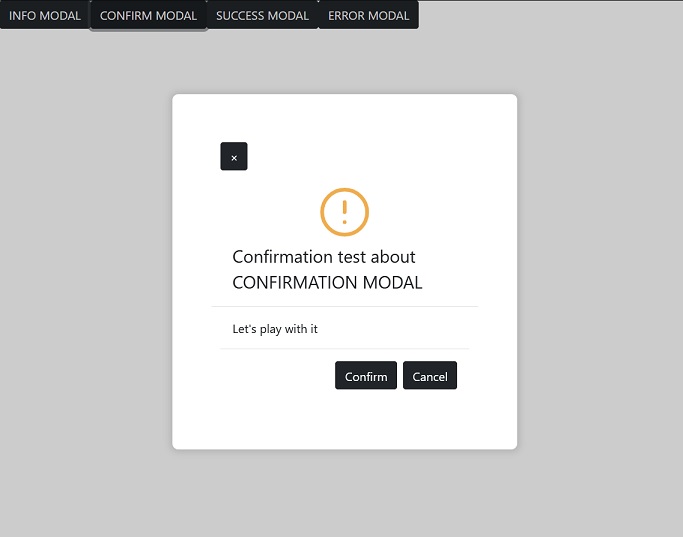 INFO MODAL CONFIRM MODAL SUCCESS MODAL ERROR MODAL
×
Confirmation test about
CONFIRMATION MODAL
Let's play with it
Confirm Cancel